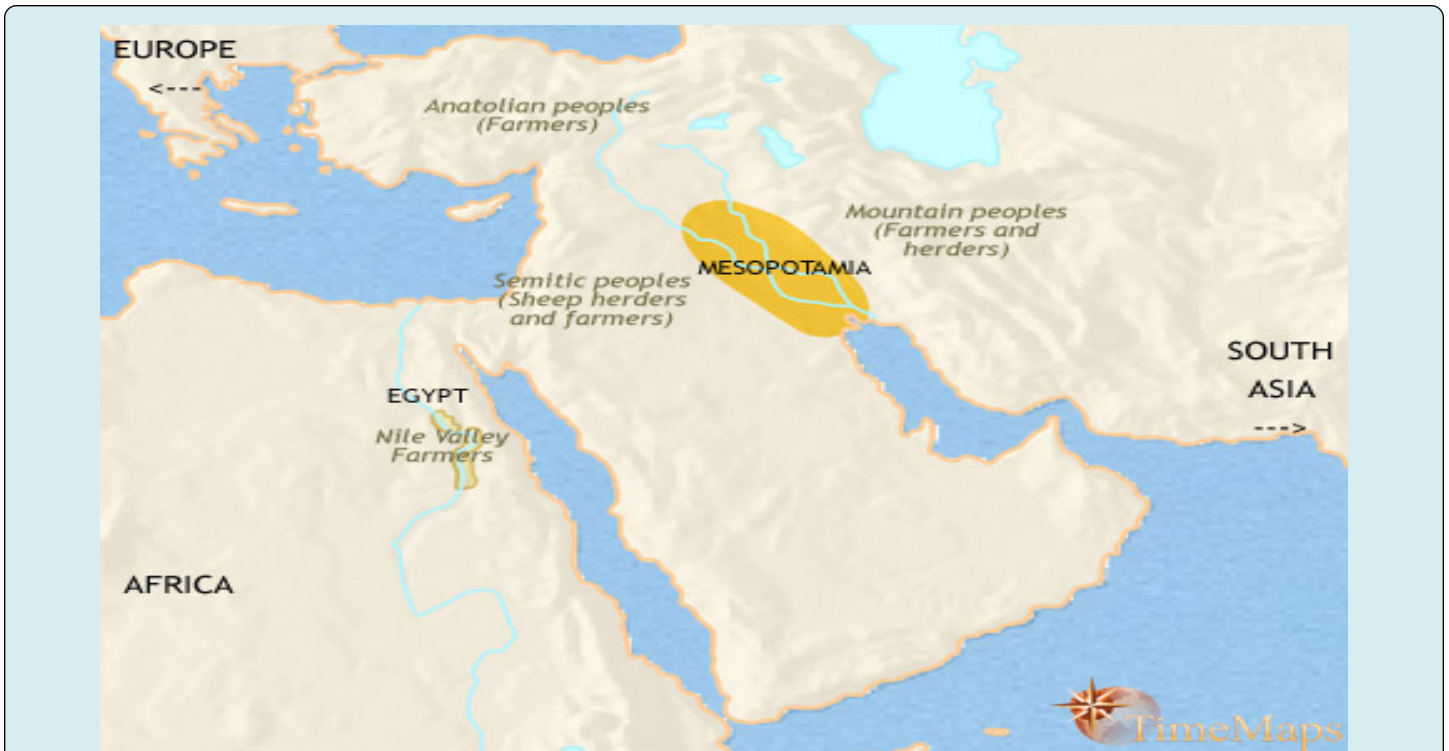 EUROPE
<---
Anatolian peoples
(Farmers)
Mountain peoples
(Farmers and
herders)
MESOPOTAMIA
Semitic peoples
(Sheep herders
and farmers)
SOUTH
ASIA
--->
EGYPT
Nile Valley
Farmers
AFRICA
TimeMaps